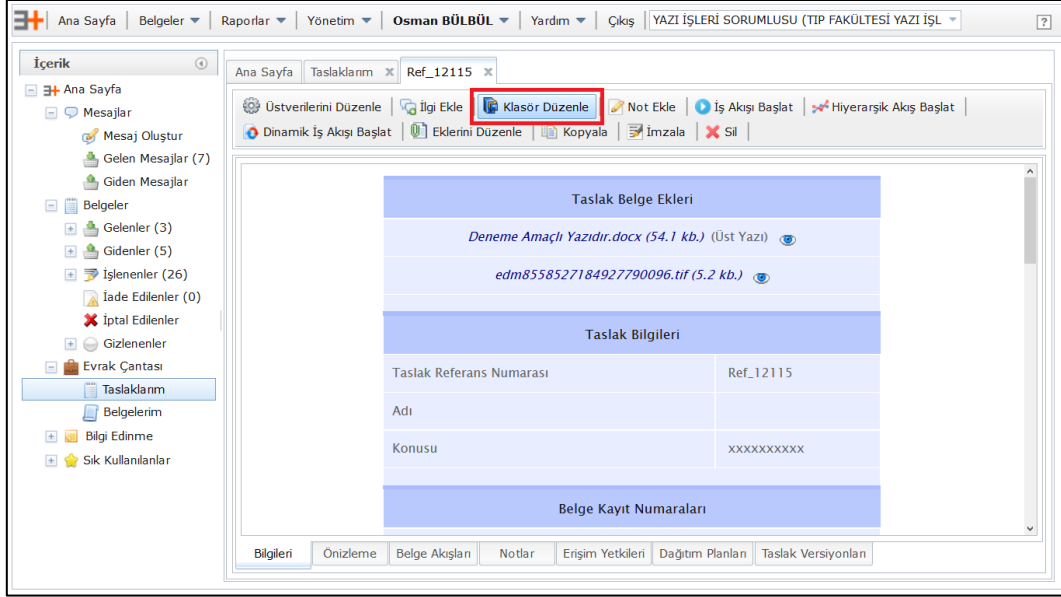 Ana Sayfa Belgeler Raporlar Yönetim Osman BÜLBÜL Yardım Çıkış YAZI İŞLERİ SORUMLUSU (TIP FAKÜLTESİ YAZI İŞL ?
İçerik
Ana Sayfa
Mesajlar
Mesaj Oluştur
Gelen Mesajlar (7)
Giden Mesajlar
Belgeler
Gelenler (3)
Gidenler (5)
İşlenenler (26)
İade Edilenler (0)
İptal Edilenler
Gizlenenler
Evrak Çantası
Taslaklarım
Belgelerim
Bilgi Edinme
Sık Kullanılanlar
Ana Sayfa Taslaklarım x Ref_12115 x
Üstverilerini Düzenle İlgi Ekle Klasör Düzenle Not Ekle İş Akışı Başlat Hiyerarşik Akış Başlat
Dinamik İş Akışı Başlat Eklerini Düzenle Kopyala İmzala Sil
Taslak Belge Ekleri
Deneme Amaçlı Yazıdır.docx (54.1 kb.) (Üst Yazı)
edm8558527184927790096.tif (5.2 kb.)
Taslak Bilgileri
Taslak Referans Numarası Ref_12115
Adı
Konusu xxxxxxxxxx
Belge Kayıt Numaraları
Bilgileri Önizleme Belge Akışları Notlar Erişim Yetkileri Dağıtım Planları Taslak Versiyonları